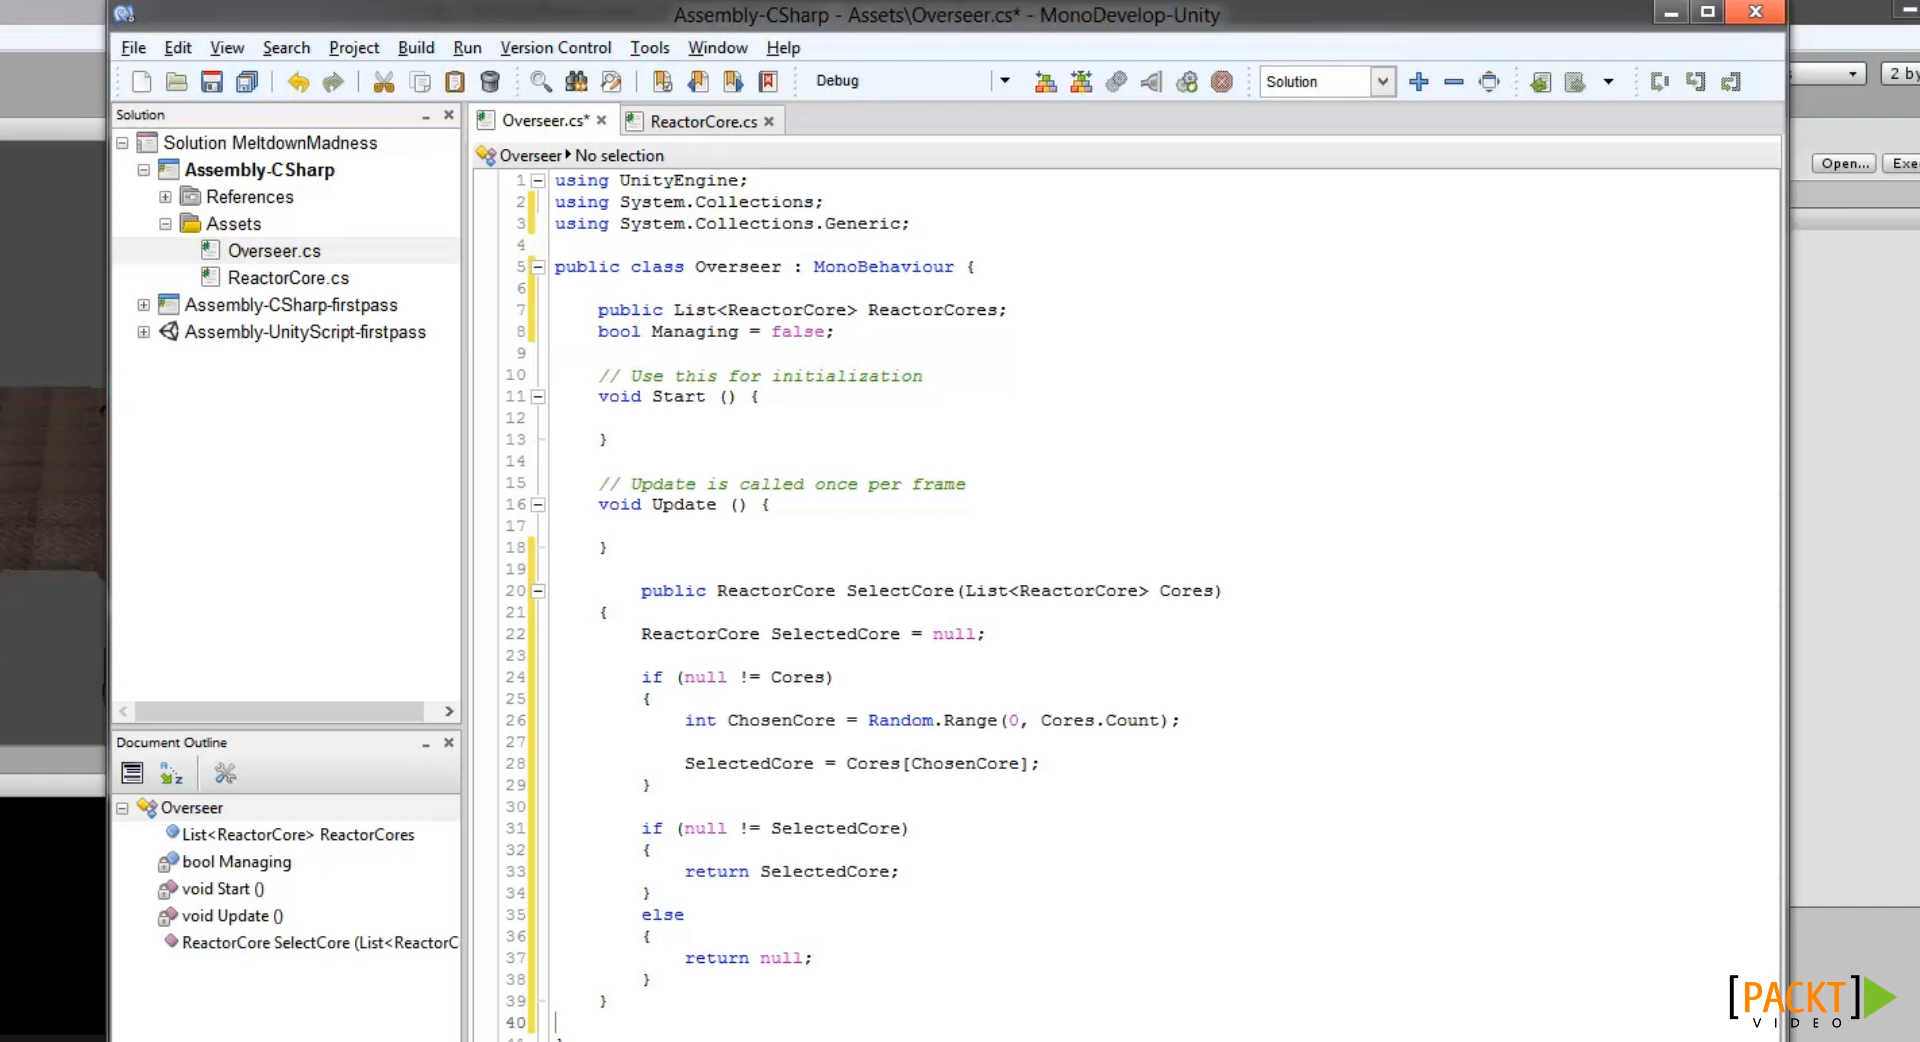 Assembly-CSharp - Assets\Overseer.cs* - MonoDevelop-Unity
File Edit View Search Project Build Run Version Control Tools Window Help
Debug
Solution
2 by
Solution
Solution MeltdownMadness
Assembly-CSharp
References
Assets
Overseer.cs
ReactorCore.cs
Assembly-CSharp-firstpass
Assembly-UnityScript-firstpass
Document Outline
Overseer
List<ReactorCore> ReactorCores
bool Managing
void Start ()
void Update ()
ReactorCore SelectCore (List<ReactorC
Overseer.cs* ReactorCore.cs
Overseer No selection
Open... Exe
1 using UnityEngine;
2 using System.Collections;
3 using System.Collections.Generic;
4
5 public class Overseer : MonoBehaviour {
6
7 public List<ReactorCore> ReactorCores;
8 bool Managing = false;
9
10 // Use this for initialization
11 void Start () {
12
13 }
14
15 // Update is called once per frame
16 void Update () {
17
18 }
19
20 public ReactorCore SelectCore(List<ReactorCore> Cores)
21 {
22 ReactorCore SelectedCore = null;
23
24 if (null != Cores)
25 {
26 int ChosenCore = Random.Range(0, Cores.Count);
27
28 SelectedCore = Cores[ChosenCore];
29 }
30
31 if (null != SelectedCore)
32 {
33 return SelectedCore;
34 }
35 else
36 {
37 return null;
38 }
39 }
40
[PACKT]
VIDEO